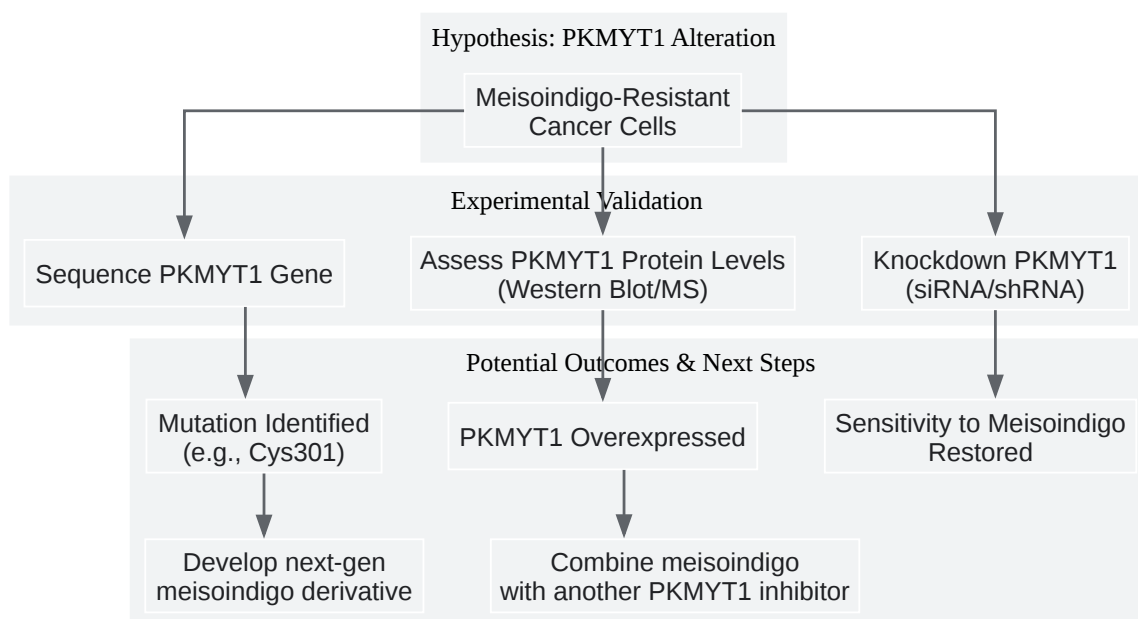 Hypothesis: PKMYT1 Alteration
Meisoindigo-Resistant
Cancer Cells
Experimental Validation
Sequence PKMYT1 Gene
Assess PKMYT1 Protein Levels
(Western Blot/MS)
Knockdown PKMYT1
(siRNA/shRNA)
Potential Outcomes & Next Steps
Mutation Identified
(e.g., Cys301)
PKMYT1 Overexpressed
Sensitivity to Meisoindigo
Restored
Develop next-gen
meisoindigo derivative
Combine meisoindigo
with another PKMYT1 inhibitor